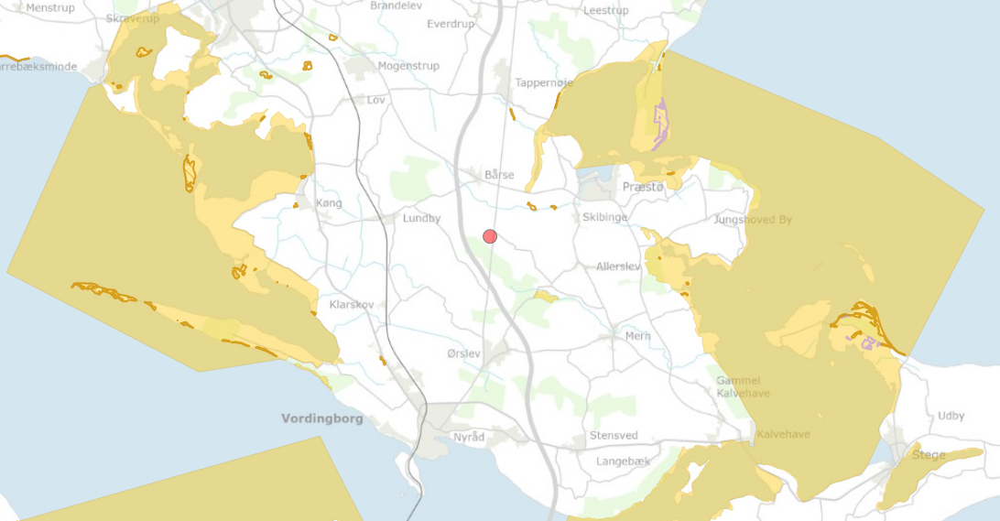 Menstrup
Brandelev
Leestrup
Skraverup
Everdrup
rrebæksminde
Mogenstrup
Tappernøje
Lov
Bårse
Præstø
Køng
Lundby
Skibinge
Jungshoved By
Allerslev
Klarskov
Mern
Ørslev
Gammel
Kalvehave
Vordingborg
Udby
Nyråd
Stensved
Kalvehave
Langebæk
Stege